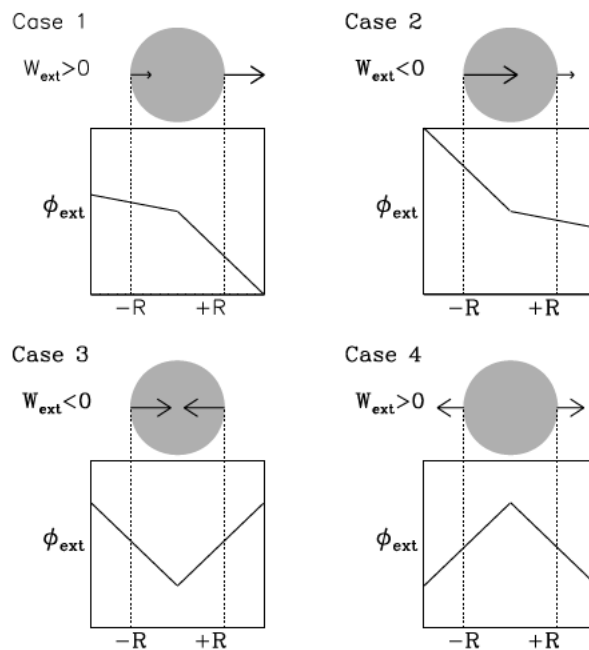 Case 1
W_ext>0
ϕ_ext
−R +R
Case 2
W_ext<0
ϕ_ext
−R +R
Case 3
W_ext<0
ϕ_ext
−R +R
Case 4
W_ext>0
ϕ_ext
−R +R